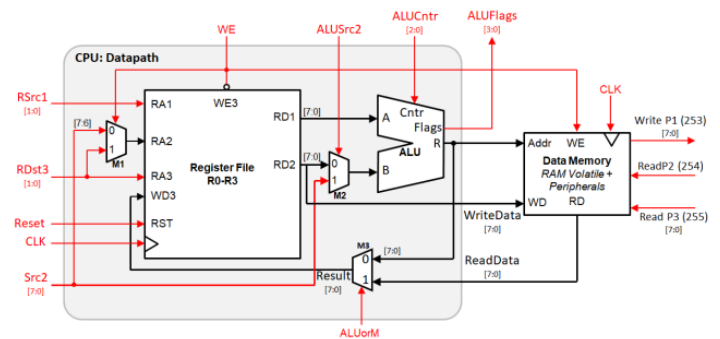 WE
ALUSrc2
ALUCntr
[2:0]
ALUFlags
[3:0]
CPU: Datapath
CLK
RSrc1
[1:0]
[7:6]
0
1
M1
RDst3
[1:0]
Reset
CLK
Src2
[7:0]
RA1
RA2
RA3
WD3
RST
WE3
RD1
RD2
Register File
R0-R3
[7:0]
[7:0]
0
1
M2
A
B
Cntr
Flags
ALU
R
Addr
WE
Data Memory
RAM Volatile +
Peripherals
WD
RD
Write P1 (253)
[7:0]
ReadP2 (254)
Read P3 (255)
[7:0]
WriteData
[7:0]
M3
0
1
[7:0]
Result
[7:0]
ReadData
[7:0]
ALUorM